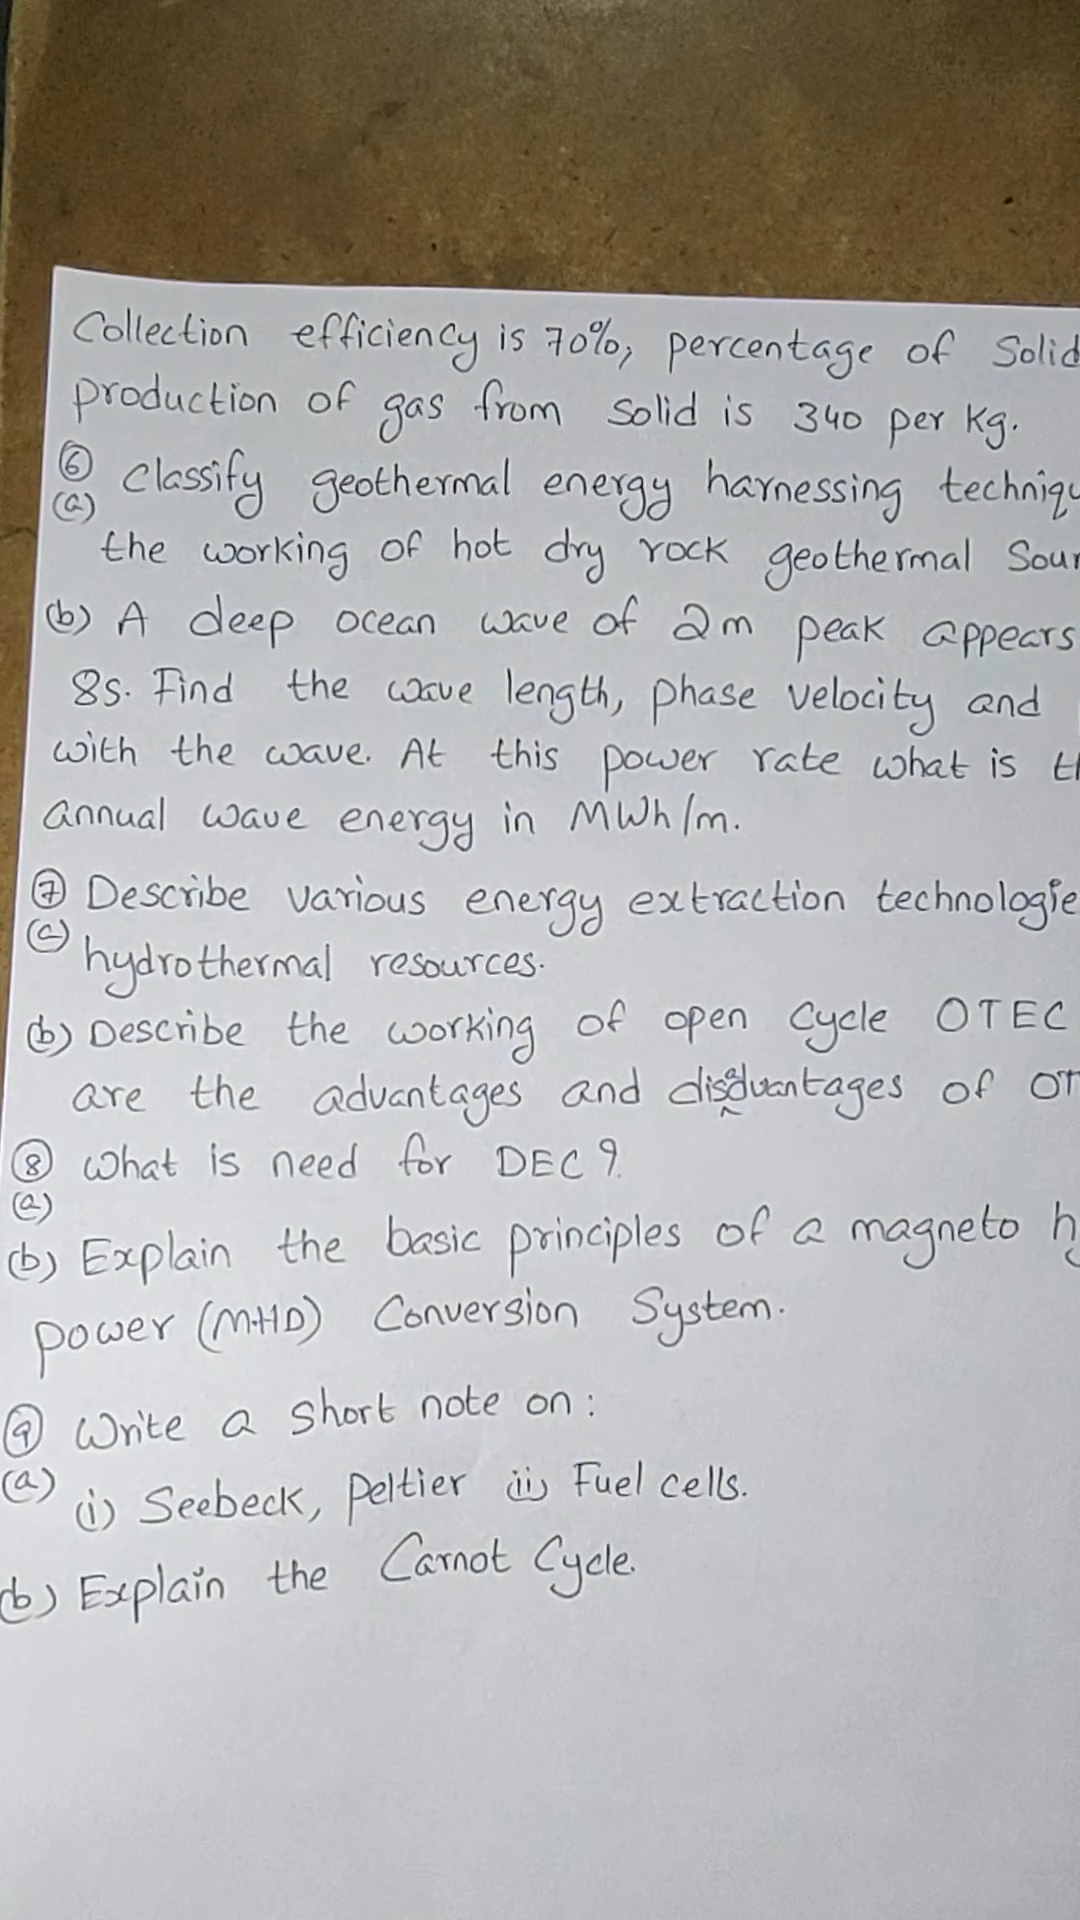 Collection efficiency is 70%, percentage of Solid
production of gas from solid is 340 per kg.
⑥ Classify geothermal energy harnessing techniqu
(a)
the working of hot dry rock geothermal Sour
(b) A deep ocean wave of 2m peak appears
8s. Find the wave length, phase velocity and
with the wave. At this power rate what is th
annual wave energy in MWh/m.
⑦ Describe various energy extraction technologie
(a)
hydrothermal resources.
(b) Describe the working of open cycle OTEC
are the advantages and disadvantages of OT
⑧ What is need for DEC?
(a)
(b) Explain the basic principles of a magneto hy
power (MHD) Conversion System.
⑨ Write a short note on:
(a)
(i) Seebeck, Peltier (ii) Fuel cells.
(b) Explain the Carnot Cycle.